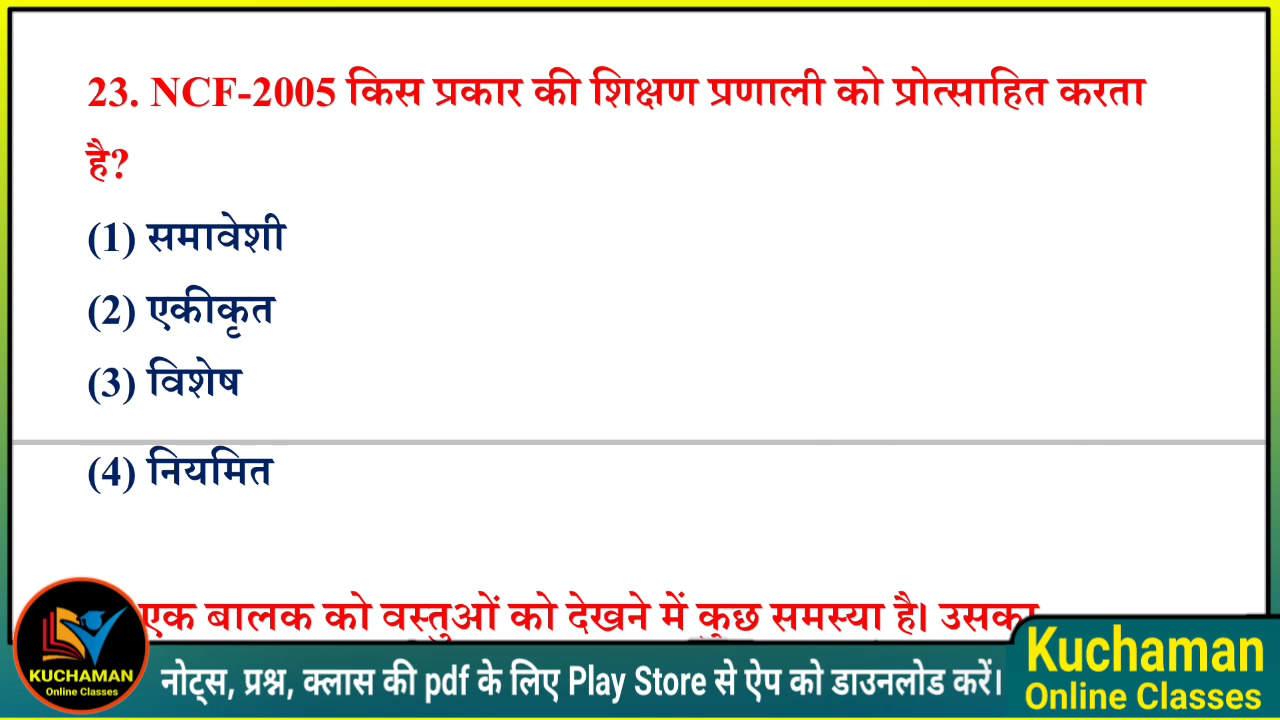 23. NCF-2005 किस प्रकार की शिक्षण प्रणाली को प्रोत्साहित करता
है?
(1) समावेशी
(2) एकीकृत
(3) विशेष
(4) नियमित
एक बालक को वस्तुओं को देखने में कुछ समस्या है। उसका
KUCHAMAN
Online Classes
नोट्स, प्रश्न, क्लास की pdf के लिए Play Store से ऐप को डाउनलोड करें।
Kuchaman
Online Classes